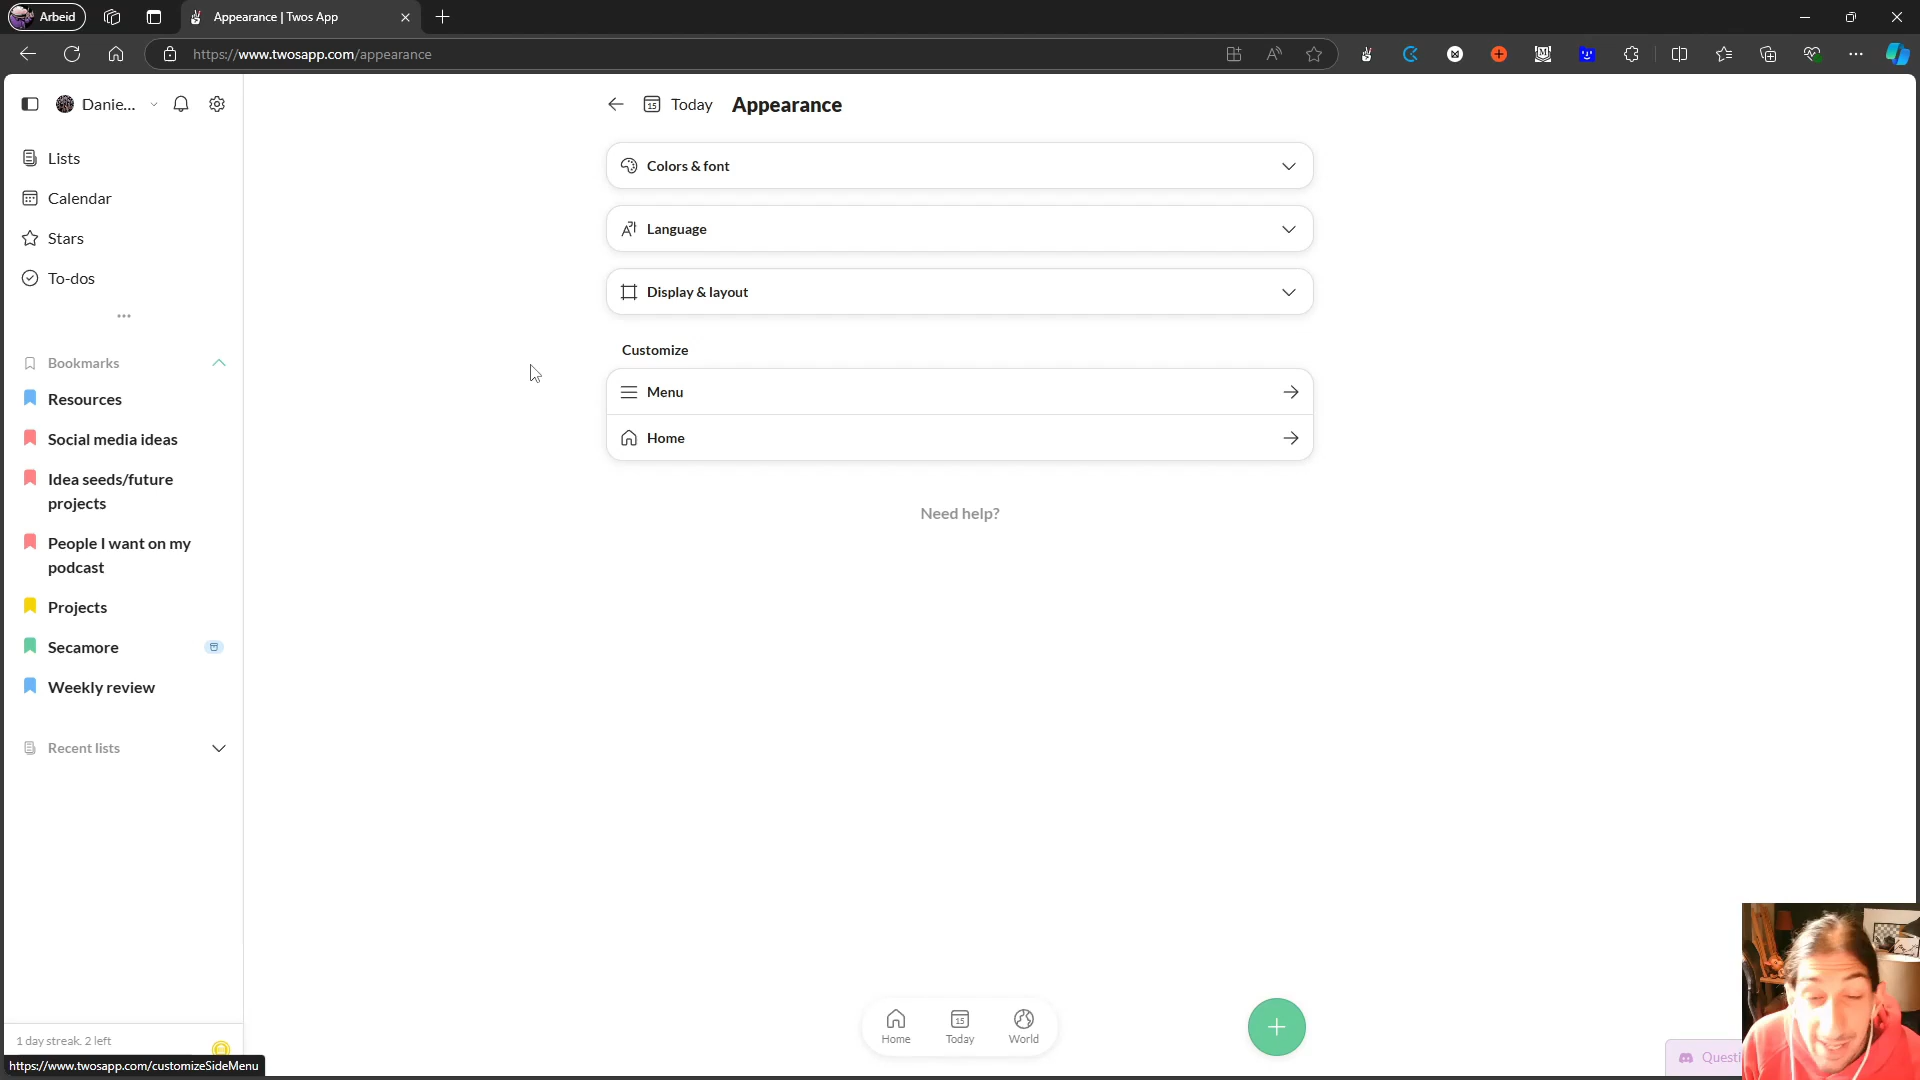 Arbeid
Appearance | Twos App
https://www.twosapp.com/appearance
Danie...
Today
Appearance
Lists
Calendar
Stars
To-dos
Bookmarks
Resources
Social media ideas
Idea seeds/future
projects
People I want on my
podcast
Projects
Secamore
Weekly review
Recent lists
Colors & font
Language
Display & layout
Customize
Menu
Home
Need help?
1 day streak. 2 left
https://www.twosapp.com/customizeSideMenu
15
Home
Today
World
Questi